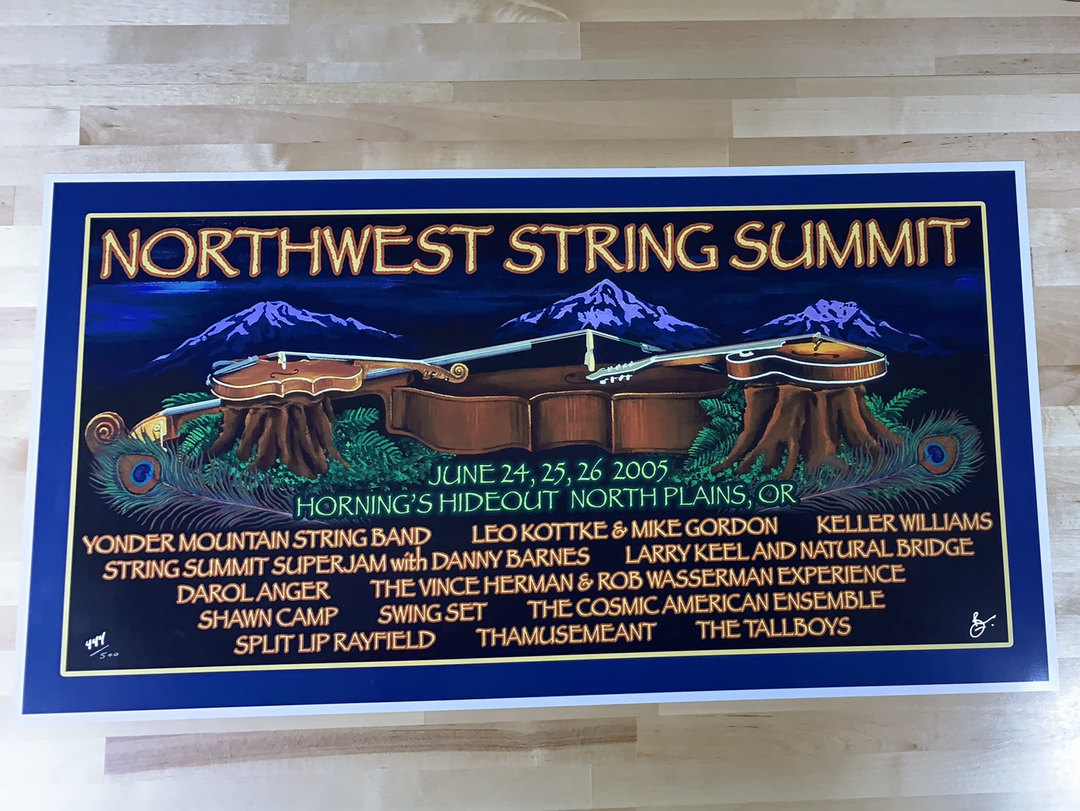 NORTHWEST STRING SUMMIT
JUNE 24, 25, 26 2005
HORNING'S HIDEOUT NORTH PLAINS, OR
YONDER MOUNTAIN STRING BAND LEO KOTTKE & MIKE GORDON KELLER WILLIAMS
STRING SUMMIT SUPERJAM with DANNY BARNES LARRY KEEL AND NATURAL BRIDGE
DAROL ANGER THE VINCE HERMAN & ROB WASSERMAN EXPERIENCE
SHAWN CAMP SWING SET THE COSMIC AMERICAN ENSEMBLE
SPLIT LIP RAYFIELD THAMUSEMEANT THE TALLBOYS
444/500